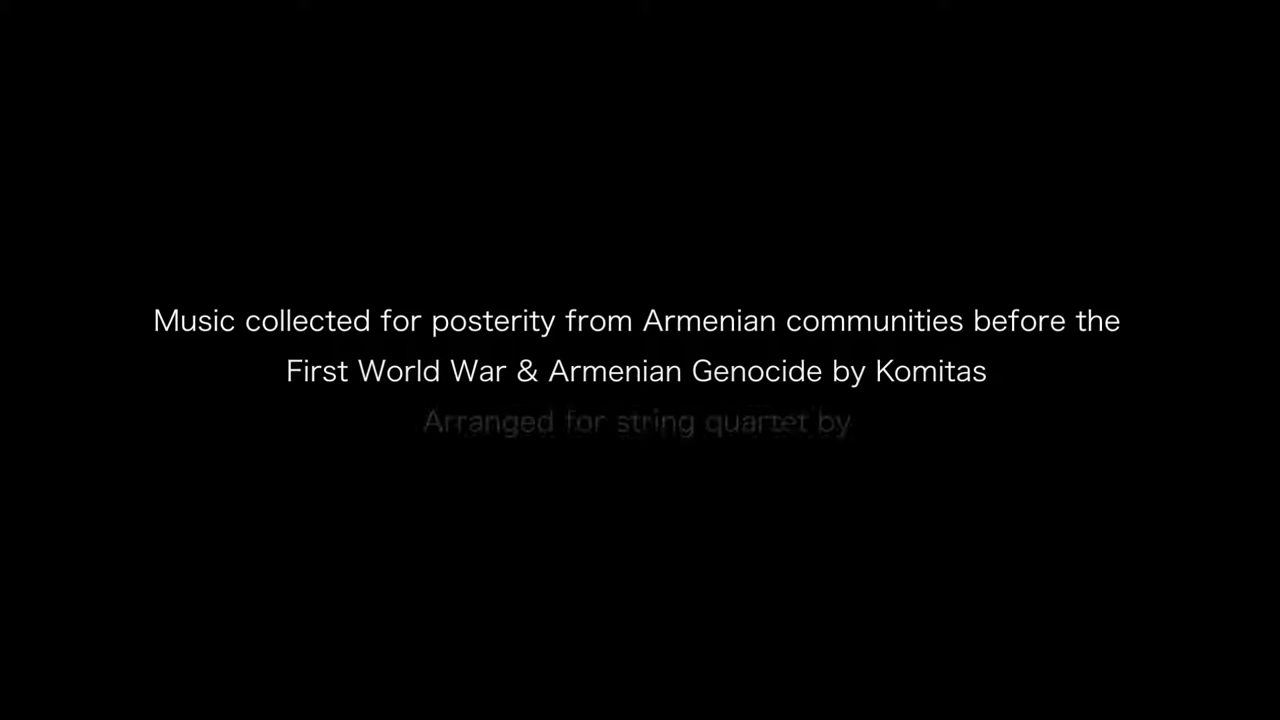 Music collected for posterity from Armenian communities before the
First World War & Armenian Genocide by Komitas
Arranged for string quartet by